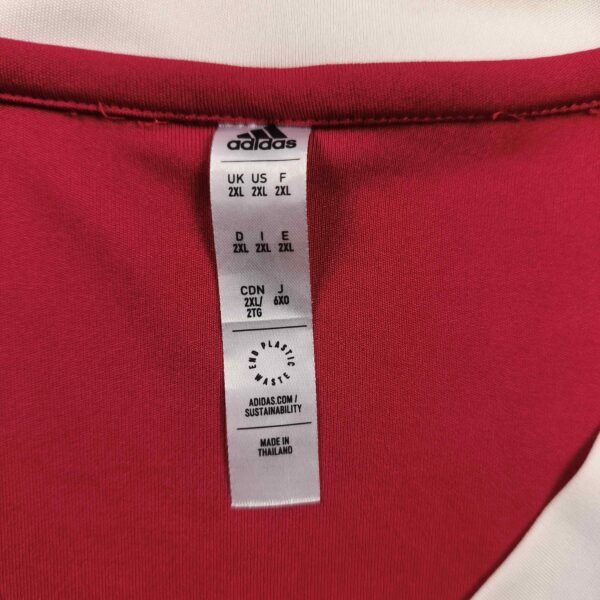 adidas
UK US F
2XL 2XL 2XL
D I E
2XL 2XL 2XL
CDN J
2XL/ 6XO
2TG
END PLASTIC
WASTE
ADIDAS.COM/
SUSTAINABILITY
MADE IN
THAILAND